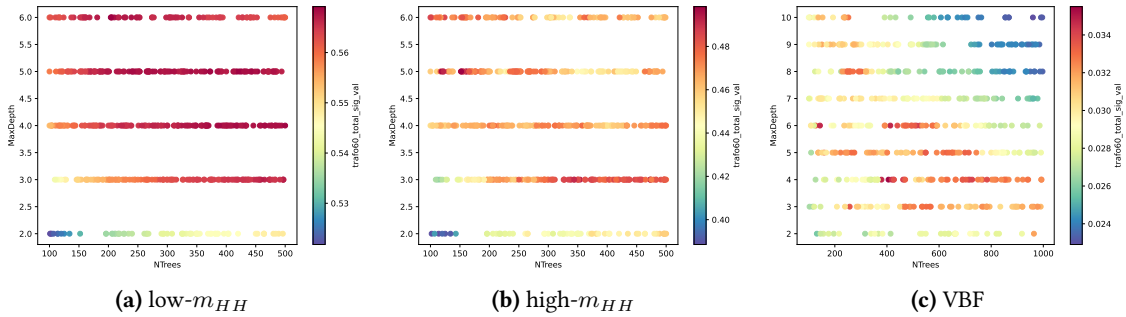 6.0
5.5
5.0
4.5
4.0
3.5
3.0
2.5
2.0
MaxDepth
100 150 200 250 300 350 400 450 500
NTrees
0.56
0.55
0.54
0.53
trafo60_total_sig_val
(a) low-m_{HH}
6.0
5.5
5.0
4.5
4.0
3.5
3.0
2.5
2.0
MaxDepth
100 150 200 250 300 350 400 450 500
NTrees
0.48
0.46
0.44
0.42
0.40
trafo60_total_sig_val
(b) high-m_{HH}
10
9
8
7
6
5
4
3
2
MaxDepth
200 400 600 800 1000
NTrees
0.034
0.032
0.030
0.028
0.026
0.024
trafo60_total_sig_val
(c) VBF